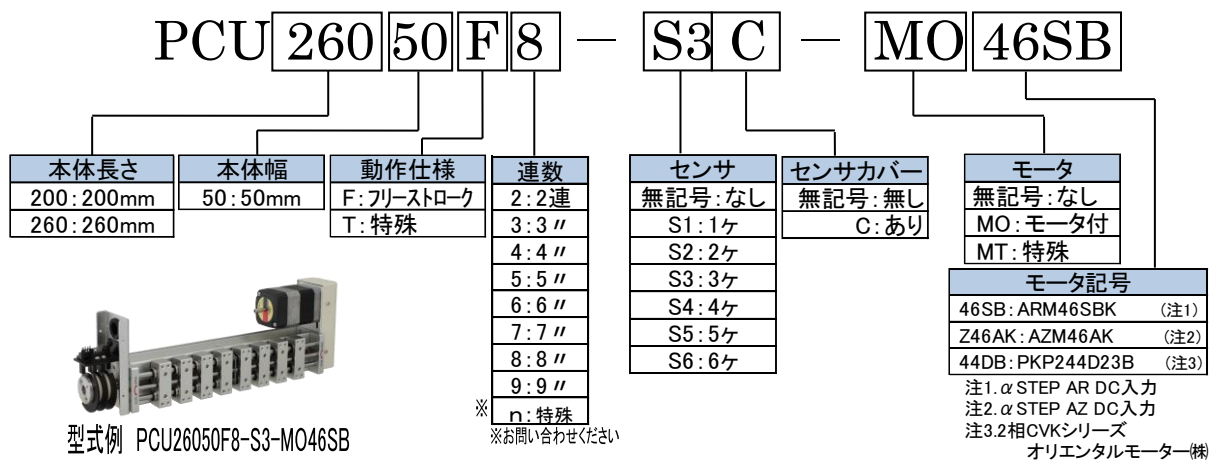 PCU 260 50 F 8 — S3 C — MO 46SB
本体長さ
200:200mm
260:260mm
本体幅
50:50mm
動作仕様
F:フリーストローク
T:特殊
連数
2:2連
3:3〃
4:4〃
5:5〃
6:6〃
7:7〃
8:8〃
9:9〃
※ n:特殊
※お問い合わせください
センサ
無記号:なし
S1:1ヶ
S2:2ヶ
S3:3ヶ
S4:4ヶ
S5:5ヶ
S6:6ヶ
センサカバー
無記号:無し
C:あり
モータ
無記号:なし
MO:モータ付
MT:特殊
モータ記号
46SB:ARM46SBK (注1)
Z46AK:AZM46AK (注2)
44DB:PKP244D23B (注3)
注1.α STEP AR DC入力
注2.α STEP AZ DC入力
注3.2相CVKシリーズ
オリエンタルモーター㈱
型式例 PCU26050F8-S3-MO46SB